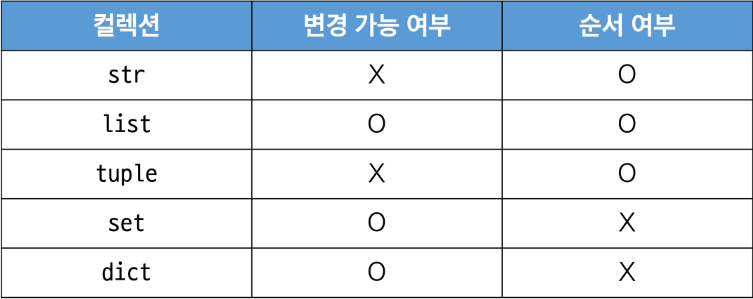 컬렉션 변경 가능 여부 순서 여부
str X O
list O O
tuple X O
set O X
dict O X